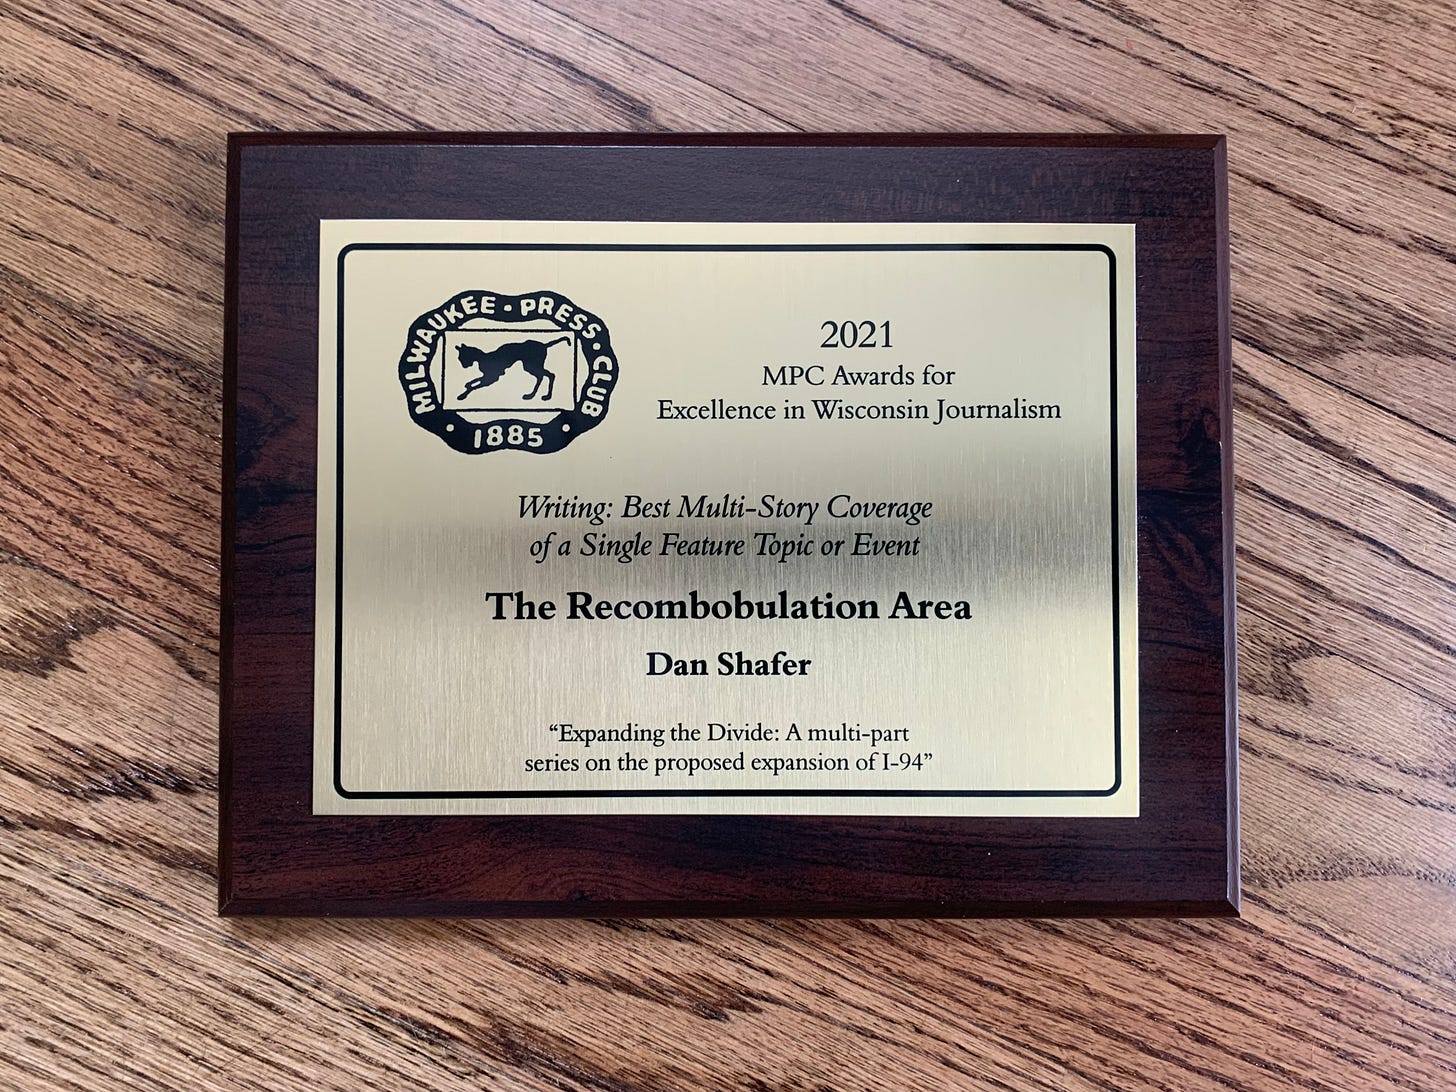 MILWAUKEE · PRESS · CLUB
· 1885 ·
2021
MPC Awards for
Excellence in Wisconsin Journalism
Writing: Best Multi-Story Coverage
of a Single Feature Topic or Event
The Recombobulation Area
Dan Shafer
“Expanding the Divide: A multi-part
series on the proposed expansion of I-94”